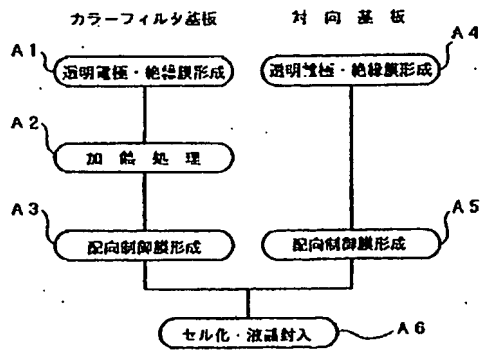 カラーフィルタ基板
対向基板
A1
透明電極・絶縁膜形成
A4
透明電極・絶縁膜形成
A2
加熱処理
A3
配向制御膜形成
A5
配向制御膜形成
セル化・液晶封入
A6